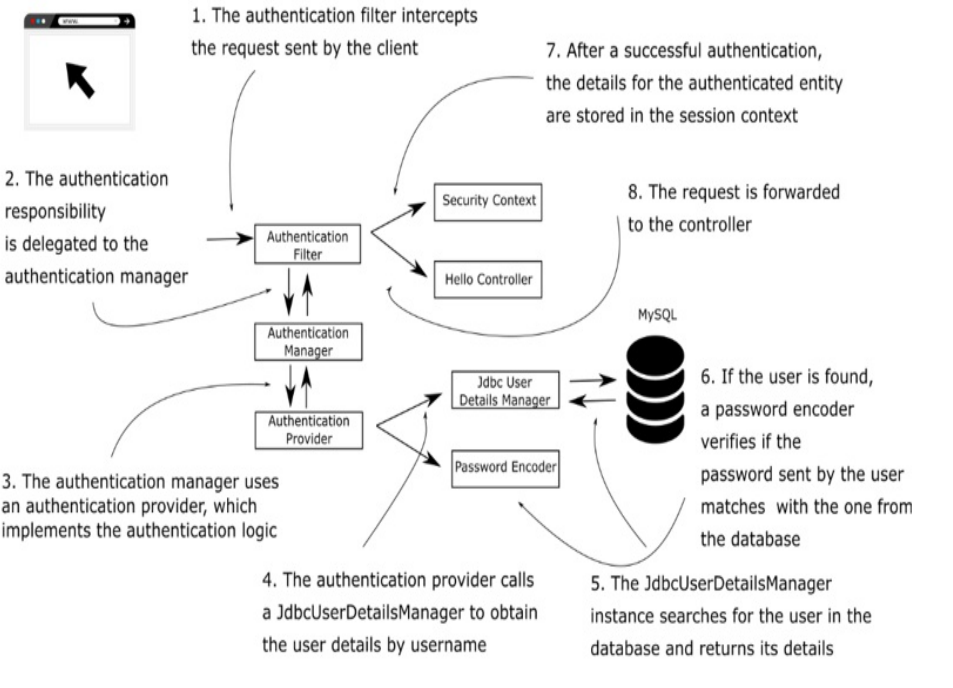 1. The authentication filter intercepts
the request sent by the client
7. After a successful authentication,
the details for the authenticated entity
are stored in the session context
2. The authentication
responsibility
is delegated to the
authentication manager
Security Context
8. The request is forwarded
to the controller
Authentication
Filter
Hello Controller
MySQL
Authentication
Manager
Jdbc User
Details Manager
6. If the user is found,
a password encoder
verifies if the
password sent by the user
matches with the one from
the database
Authentication
Provider
Password Encoder
3. The authentication manager uses
an authentication provider, which
implements the authentication logic
4. The authentication provider calls
a JdbcUserDetailsManager to obtain
the user details by username
5. The JdbcUserDetailsManager
instance searches for the user in the
database and returns its details